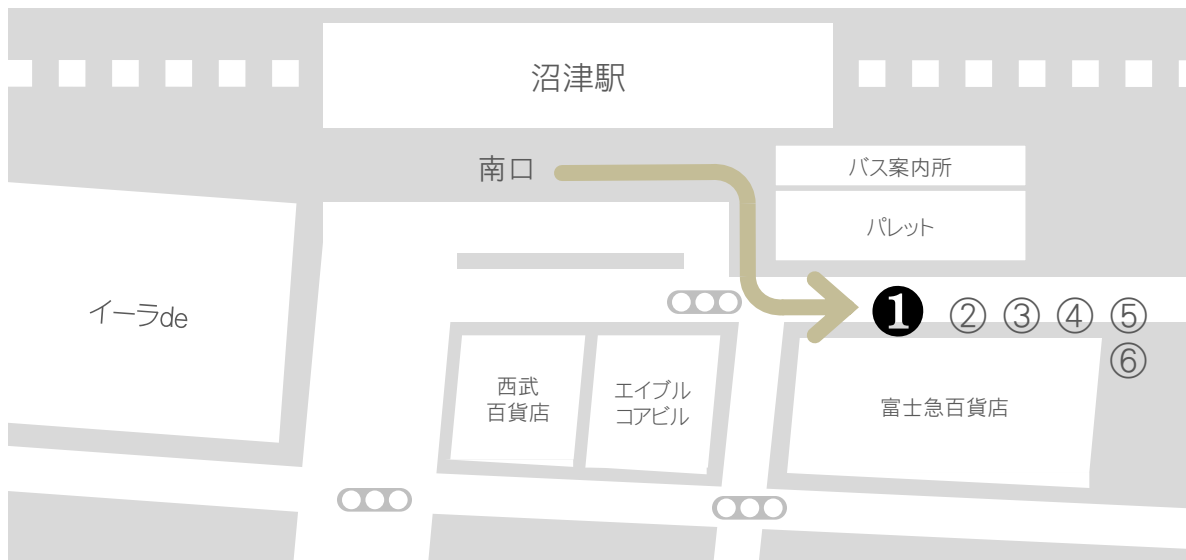 沼津駅
南口
バス案内所
パレット
イーラde
❶ ② ③ ④ ⑤
⑥
西武
百貨店
エイブル
コアビル
富士急百貨店